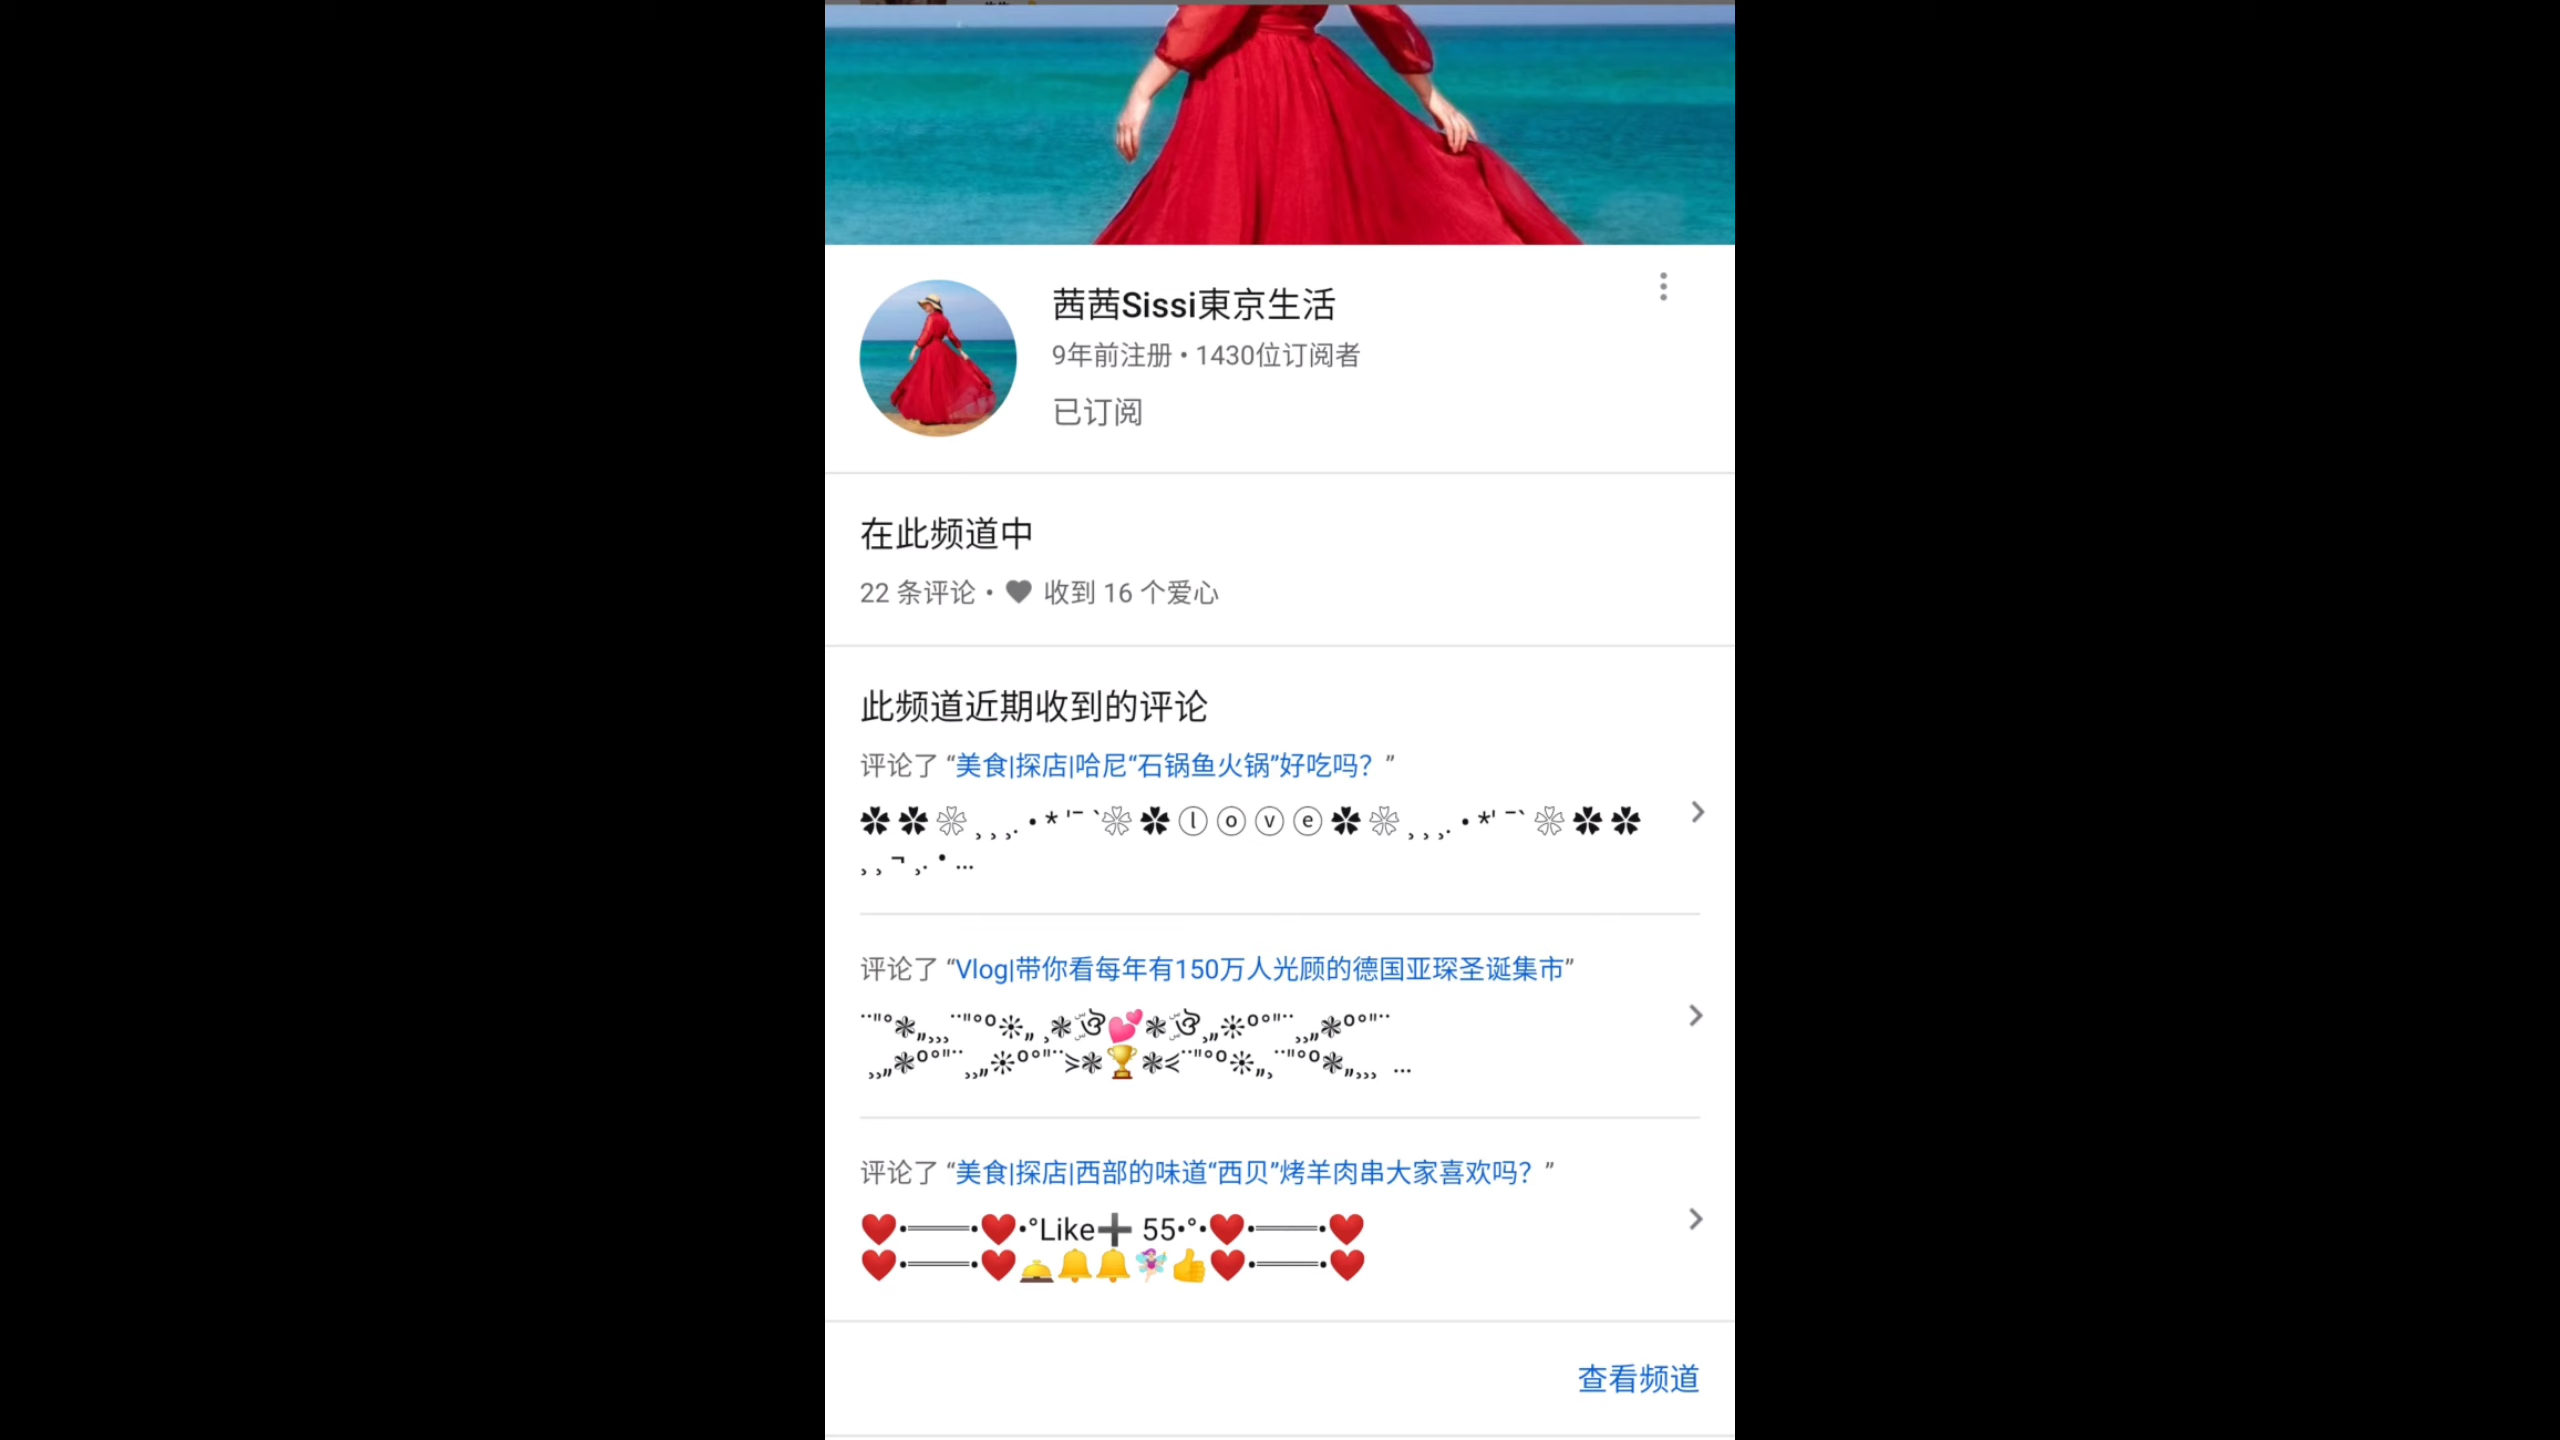 茜茜Sissi東京生活
9年前注册 • 1430位订阅者
已订阅
在此频道中
22 条评论 • ♥ 收到 16 个爱心
此频道近期收到的评论
评论了 “美食|探店|哈尼“石锅鱼火锅”好吃吗？”
✽ ✽ ❀ ¸ ¸ ¸. • * '¯ `❀ ✽ ⓛ ⓞ ⓥ ⓔ ✽ ❀ ¸ ¸ ¸. • *' ¯` ❀ ✽ ✽
¸ ¸ ¬ ¸. • ...
评论了 “Vlog|带你看每年有150万人光顾的德国亚琛圣诞集市”
¨"°❃„¸¸¸¨"°º☼„ ¸❃ۣۜঔ💕❃ۣۜঔ¸„☼º°"¨¸¸„❃º°"¨
¸¸„❃º°"¨¸¸„☼º°"¨≻❃🏆❃≺¨"°º☼„¸¨"°º❃„¸¸¸ ...
评论了 “美食|探店|西部的味道“西贝”烤羊肉串大家喜欢吗？”
❤️•═══•❤️•°Like➕ 55•°•❤️•═══•❤️
❤️•═══•❤️🛎️🔔🔔🧚🏻‍♀️👍❤️•═══•❤️
查看频道